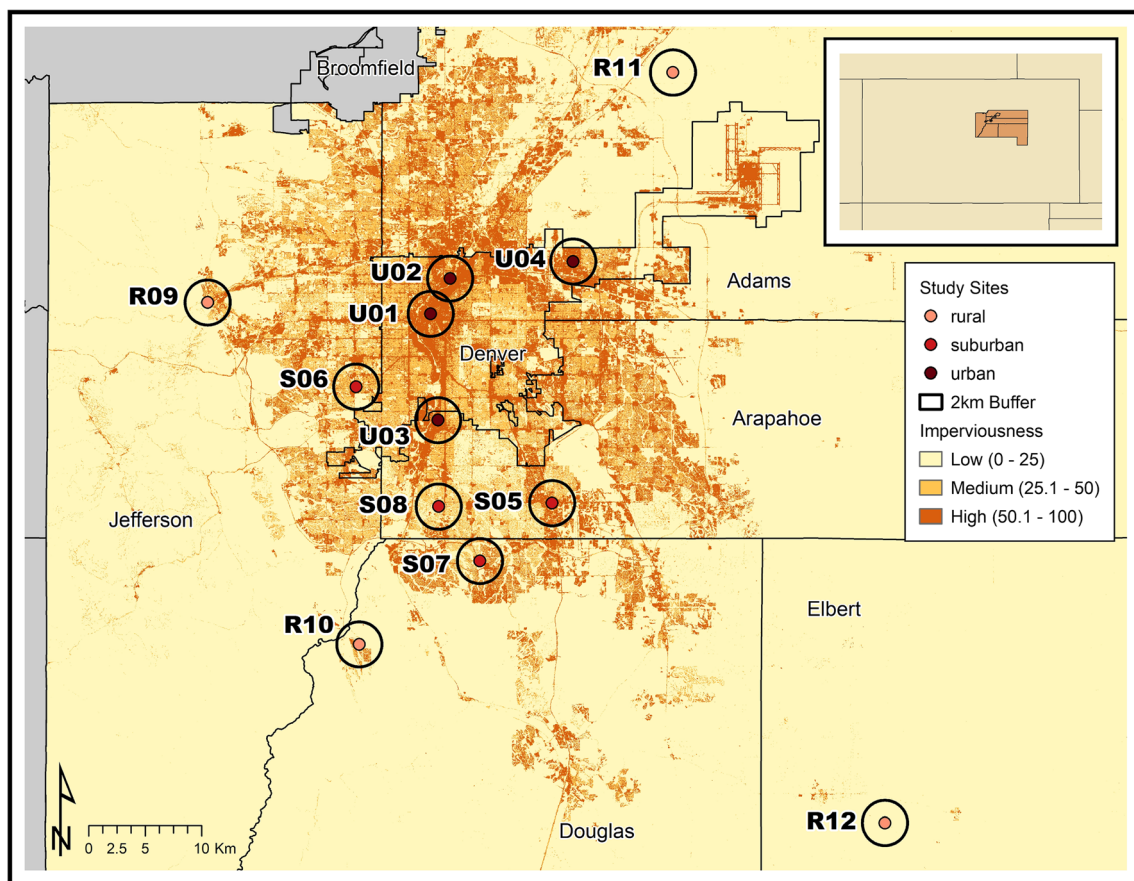 Broomfield
R11
U02
U04
R09
Adams
U01
Denver
S06
Arapahoe
U03
S08
S05
Jefferson
S07
Elbert
R10
R12
Douglas
Study Sites
rural
suburban
urban
2km Buffer
Imperviousness
Low (0 - 25)
Medium (25.1 - 50)
High (50.1 - 100)
N
0 2.5 5 10 Km